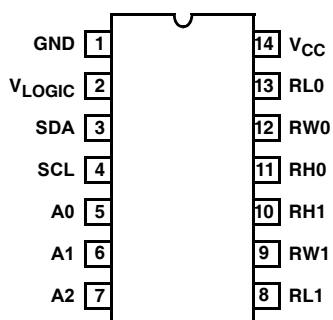 GND 1 14 VCC
VLOGIC 2 13 RL0
SDA 3 12 RW0
SCL 4 11 RH0
A0 5 10 RH1
A1 6 9 RW1
A2 7 8 RL1